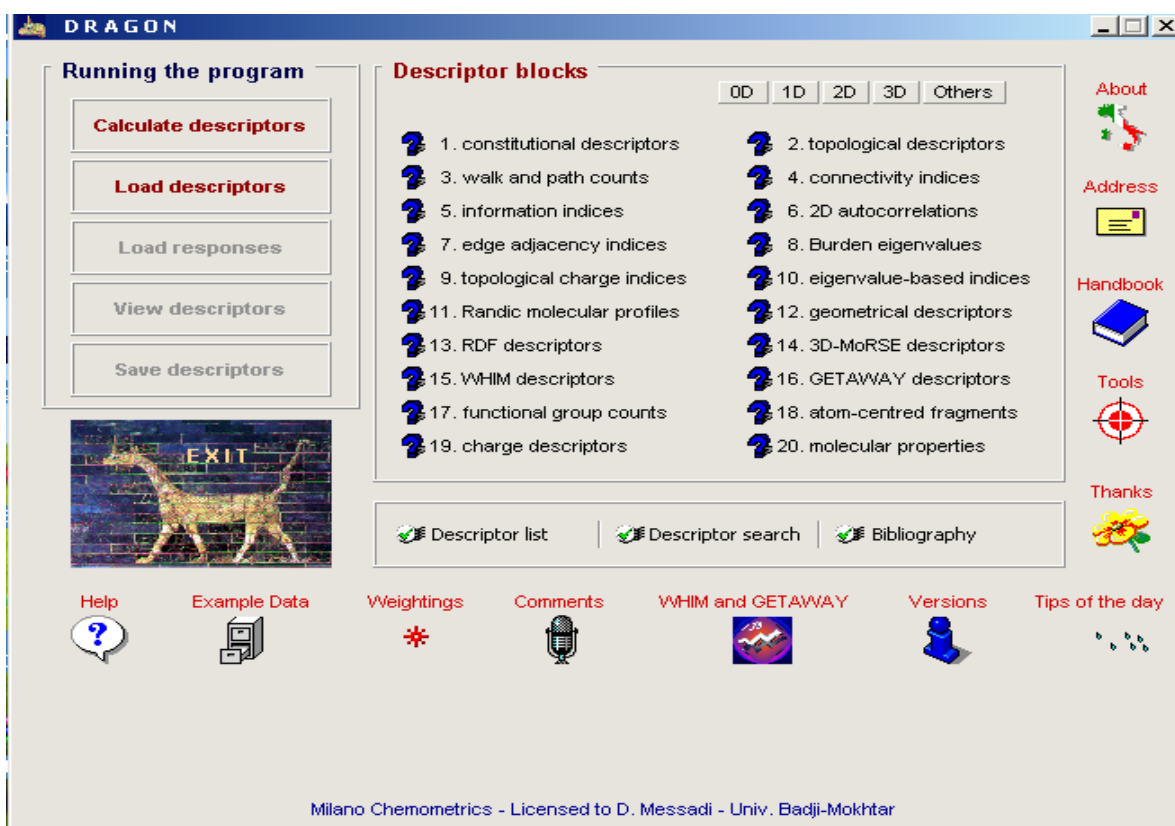 DRAGON
Running the program
Calculate descriptors
Load descriptors
Load responses
View descriptors
Save descriptors
EXIT
Descriptor blocks
0D 1D 2D 3D Others
1. constitutional descriptors
2. topological descriptors
3. walk and path counts
4. connectivity indices
5. information indices
6. 2D autocorrelations
7. edge adjacency indices
8. Burden eigenvalues
9. topological charge indices
10. eigenvalue-based indices
11. Randic molecular profiles
12. geometrical descriptors
13. RDF descriptors
14. 3D-MoRSE descriptors
15. WHIM descriptors
16. GETAWAY descriptors
17. functional group counts
18. atom-centred fragments
19. charge descriptors
20. molecular properties
Descriptor list
Descriptor search
Bibliography
About
Address
Handbook
Tools
Thanks
Help
Example Data
Weightings
Comments
WHIM and GETAWAY
Versions
Tips of the day
Milano Chemometrics - Licensed to D. Messadi - Univ. Badji-Mokhtar